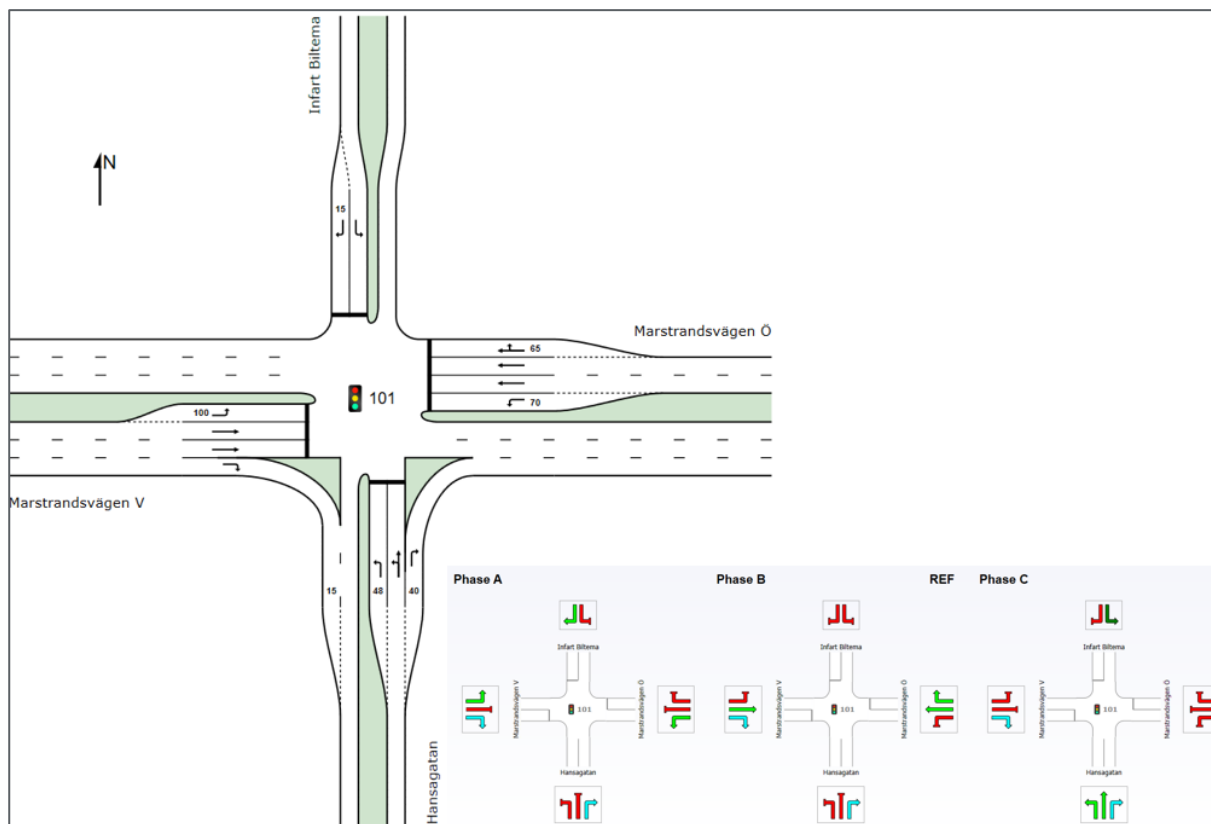 Infart Biltema
N
15
Marstrandsvägen Ö
65
101
70
100
Marstrandsvägen V
15
48
40
Hansagatan
Phase A
Phase B
REF
Phase C
Infart Biltema
Infart Biltema
Infart Biltema
Marstrandsvägen V
101
Marstrandsvägen Ö
Marstrandsvägen V
101
Marstrandsvägen Ö
Marstrandsvägen V
101
Marstrandsvägen Ö
Hansagatan
Hansagatan
Hansagatan